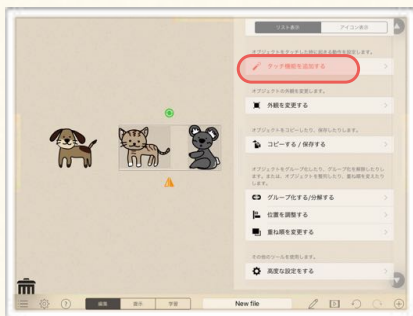 リスト表示
アイコン表示
オブジェクトをタッチした時に起きる動作を設定します。
タッチ機能を追加する
オブジェクトの外観を変更します。
外観を変更する
オブジェクトをコピーしたり、保存したりします。
コピーする / 保存する
オブジェクトをグループ化したり、グループ化を解除したりし
ます。または、オブジェクトを整列したり、重ね順を変えたり
します。
グループ化する/分解する
位置を調整する
重ね順を変更する
その他のツールを使用します。
高度な設定をする
編集
提示
学習
New file